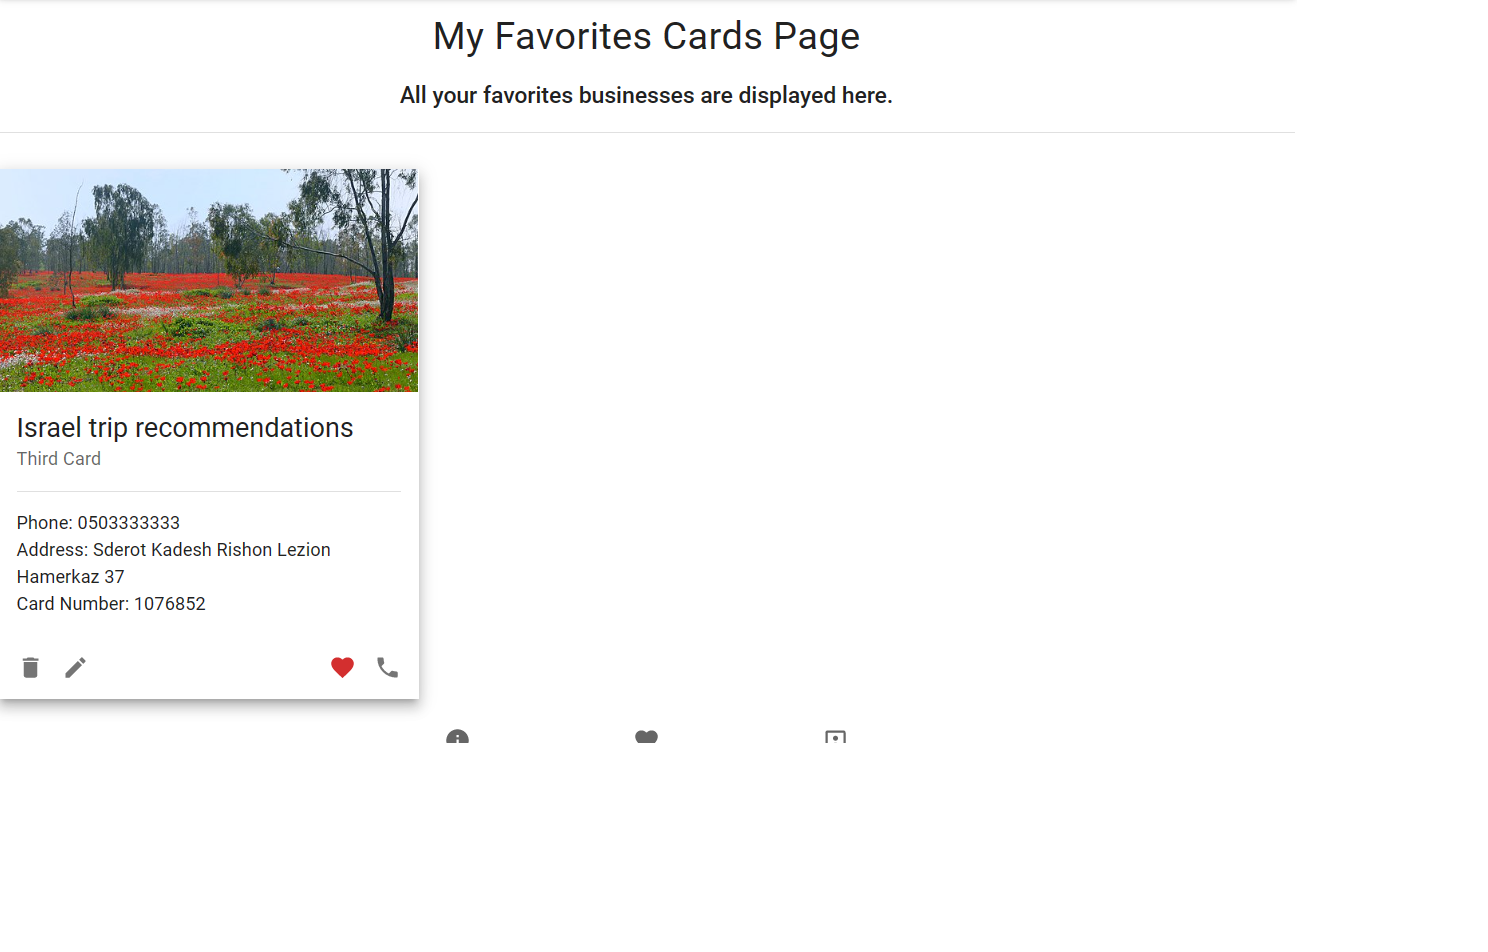 My Favorites Cards Page
All your favorites businesses are displayed here.
Israel trip recommendations
Third Card
Phone: 0503333333
Address: Sderot Kadesh Rishon Lezion
Hamerkaz 37
Card Number: 1076852